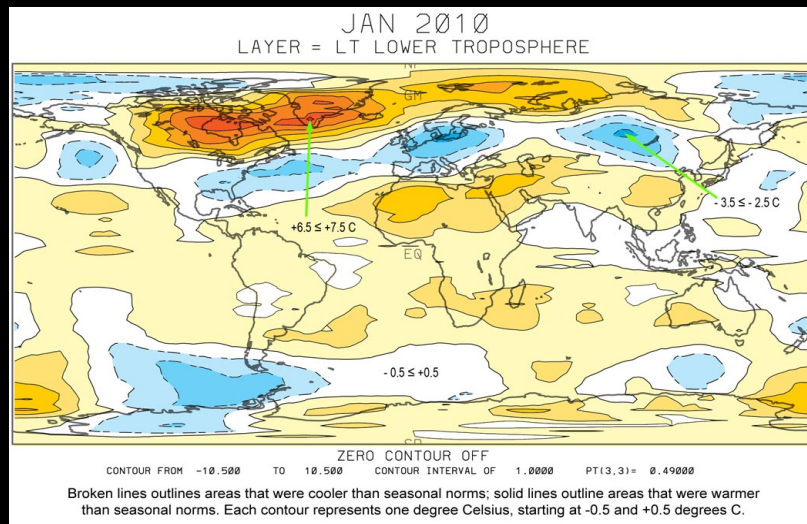 JAN 2010
LAYER = LT LOWER TROPOSPHERE
NP
GM
+6.5 ≤ +7.5 C
- 3.5 ≤ - 2.5 C
EQ
- 0.5 ≤ +0.5
ZERO CONTOUR OFF
CONTOUR FROM -10.500 TO 10.500 CONTOUR INTERVAL OF 1.0000 PT(3,3)= 0.49000
Broken lines outlines areas that were cooler than seasonal norms; solid lines outline areas that were warmer
than seasonal norms. Each contour represents one degree Celsius, starting at -0.5 and +0.5 degrees C.